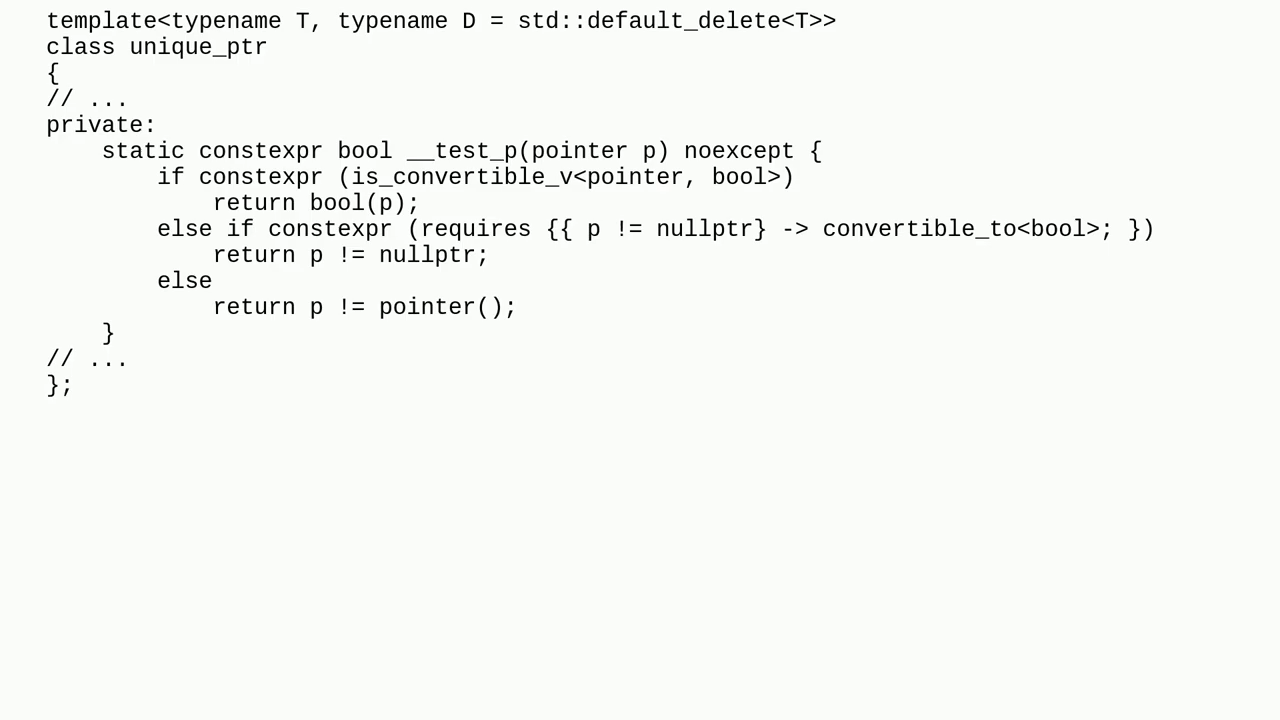 template<typename T, typename D = std::default_delete<T>>
class unique_ptr
{
// ...
private:
    static constexpr bool __test_p(pointer p) noexcept {
        if constexpr (is_convertible_v<pointer, bool>)
            return bool(p);
        else if constexpr (requires {{ p != nullptr} -> convertible_to<bool>; })
            return p != nullptr;
        else
            return p != pointer();
    }
// ...
};